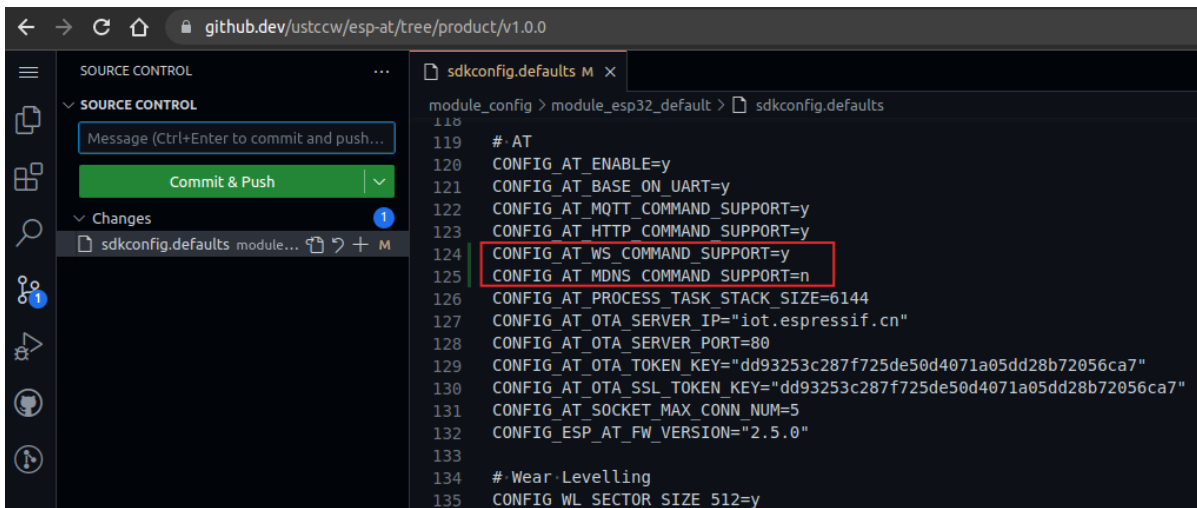 github.dev/ustccw/esp-at/tree/product/v1.0.0
SOURCE CONTROL
SOURCE CONTROL
Message (Ctrl+Enter to commit and push...
Commit & Push
Changes
1
sdkconfig.defaults module... M
1
sdkconfig.defaults M
module_config > module_esp32_default > sdkconfig.defaults
118
119 # AT
120 CONFIG_AT_ENABLE=y
121 CONFIG_AT_BASE_ON_UART=y
122 CONFIG_AT_MQTT_COMMAND_SUPPORT=y
123 CONFIG_AT_HTTP_COMMAND_SUPPORT=y
124 CONFIG_AT_WS_COMMAND_SUPPORT=y
125 CONFIG_AT_MDNS_COMMAND_SUPPORT=n
126 CONFIG_AT_PROCESS_TASK_STACK_SIZE=6144
127 CONFIG_AT_OTA_SERVER_IP="iot.espressif.cn"
128 CONFIG_AT_OTA_SERVER_PORT=80
129 CONFIG_AT_OTA_TOKEN_KEY="dd93253c287f725de50d4071a05dd28b72056ca7"
130 CONFIG_AT_OTA_SSL_TOKEN_KEY="dd93253c287f725de50d4071a05dd28b72056ca7"
131 CONFIG_AT_SOCKET_MAX_CONN_NUM=5
132 CONFIG_ESP_AT_FW_VERSION="2.5.0"
133
134 # Wear Levelling
135 CONFIG_WL_SECTOR_SIZE_512=y